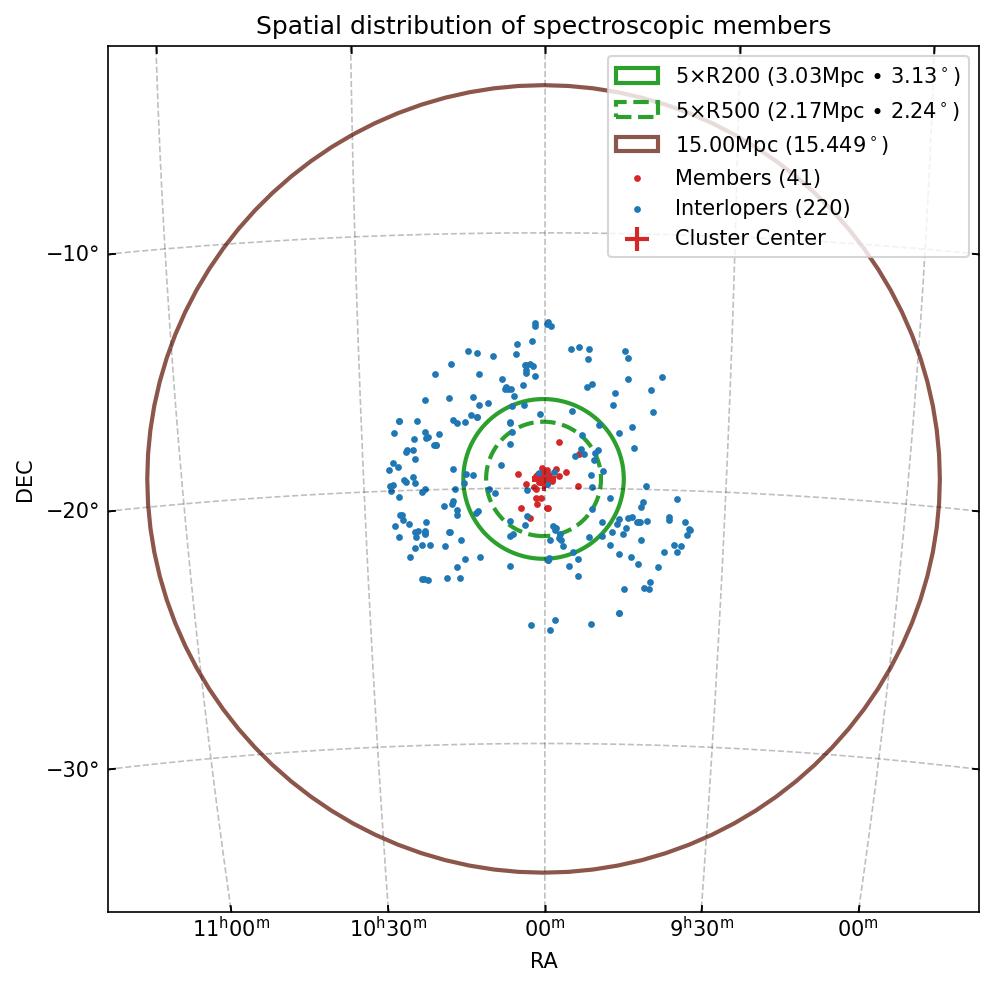 Spatial distribution of spectroscopic members
5×R200 (3.03Mpc • 3.13°)
5×R500 (2.17Mpc • 2.24°)
15.00Mpc (15.449°)
Members (41)
Interlopers (220)
Cluster Center
−10°
−20°
−30°
DEC
11ʰ00ᵐ 10ʰ30ᵐ 00ᵐ 9ʰ30ᵐ 00ᵐ
RA